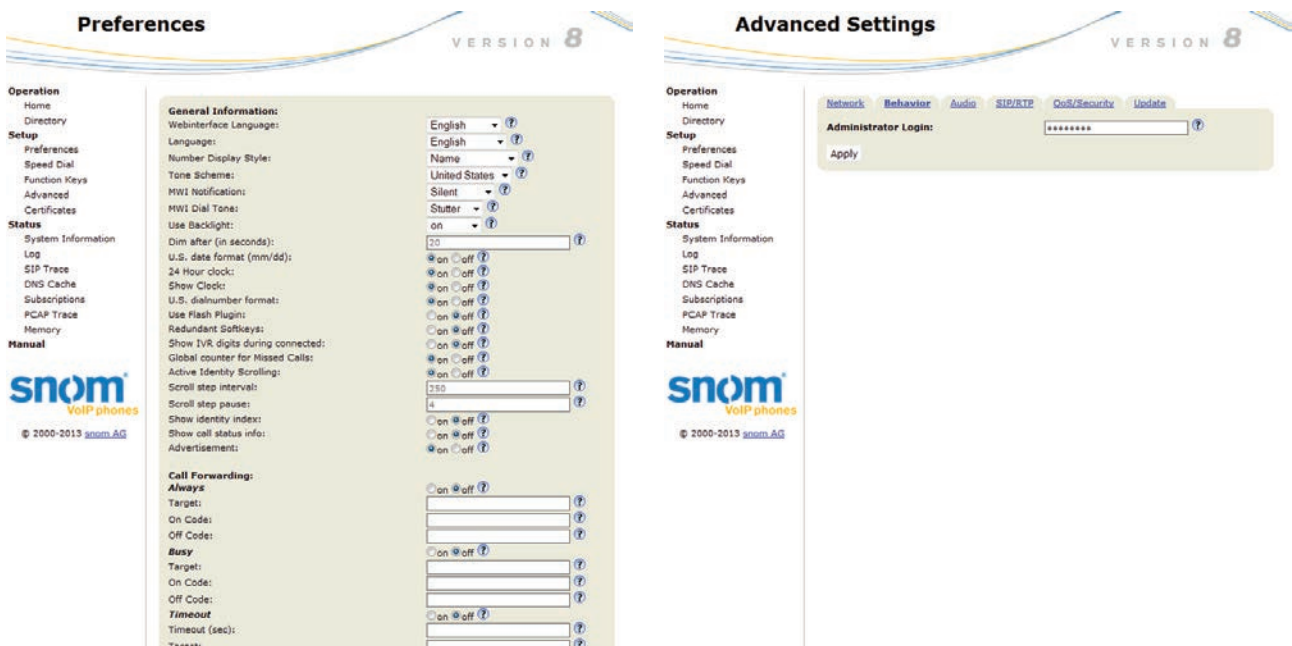 Preferences
VERSION 8
Operation
Home
Directory
Setup
Preferences
Speed Dial
Function Keys
Advanced
Certificates
Status
System Information
Log
SIP Trace
DNS Cache
Subscriptions
PCAP Trace
Memory
Manual
snom
VoIP phones
© 2000-2013 snom AG
General Information:
Webinterface Language: English
Language: English
Number Display Style: Name
Tone Scheme: United States
MWI Notification: Silent
MWI Dial Tone: Stutter
Use Backlight: on
Dim after (in seconds): 20
U.S. date format (mm/dd): on off
24 Hour clock: on off
Show Clock: on off
U.S. dialnumber format: on off
Use Flash Plugin: on off
Redundant Softkeys: on off
Show IVR digits during connected: on off
Global counter for Missed Calls: on off
Active Identity Scrolling: on off
Scroll step interval: 250
Scroll step pause: 4
Show identity index: on off
Show call status info: on off
Advertisement: on off
Call Forwarding:
Always on off
Target:
On Code:
Off Code:
Busy on off
Target:
On Code:
Off Code:
Timeout on off
Timeout (sec):
Target:
Advanced Settings
VERSION 8
Operation
Home
Directory
Setup
Preferences
Speed Dial
Function Keys
Advanced
Certificates
Status
System Information
Log
SIP Trace
DNS Cache
Subscriptions
PCAP Trace
Memory
Manual
snom
VoIP phones
© 2000-2013 snom AG
Network Behavior Audio SIP/RTP QoS/Security Update
Administrator Login: ********
Apply